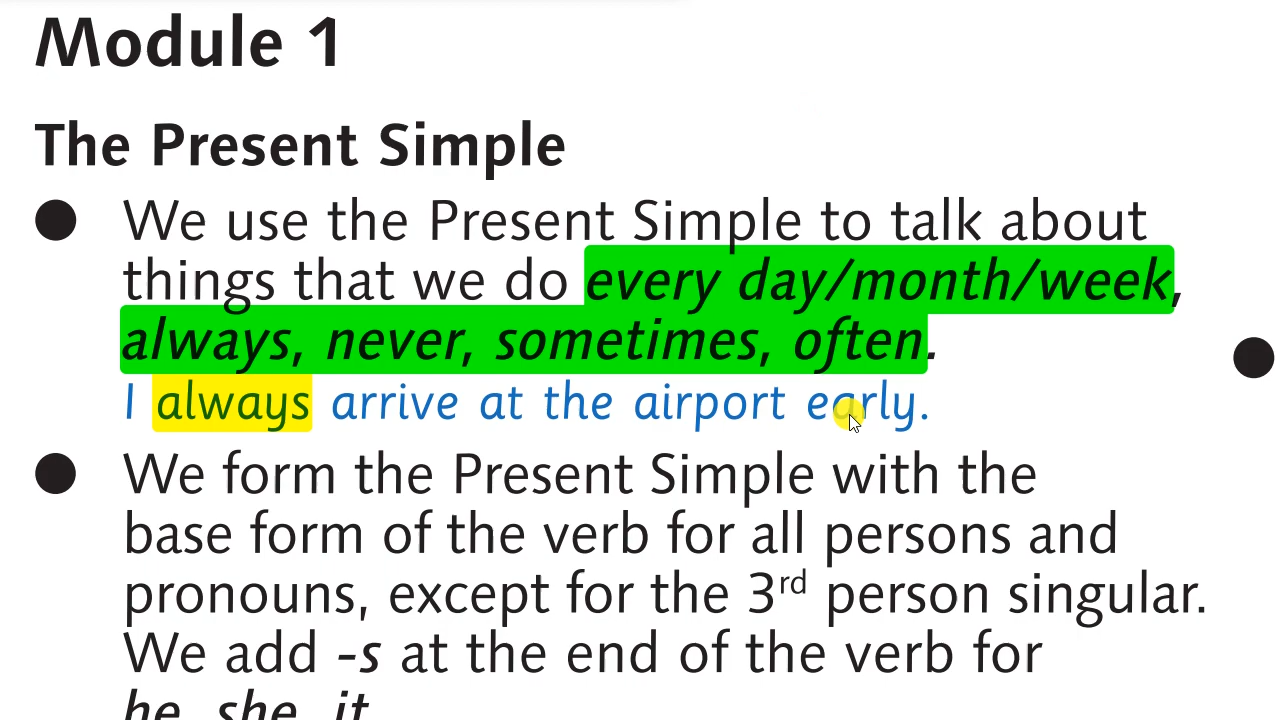 Module 1
The Present Simple
● We use the Present Simple to talk about
things that we do every day/month/week,
always, never, sometimes, often.
I always arrive at the airport early.
● We form the Present Simple with the
base form of the verb for all persons and
pronouns, except for the 3rd person singular.
We add -s at the end of the verb for
he, she, it